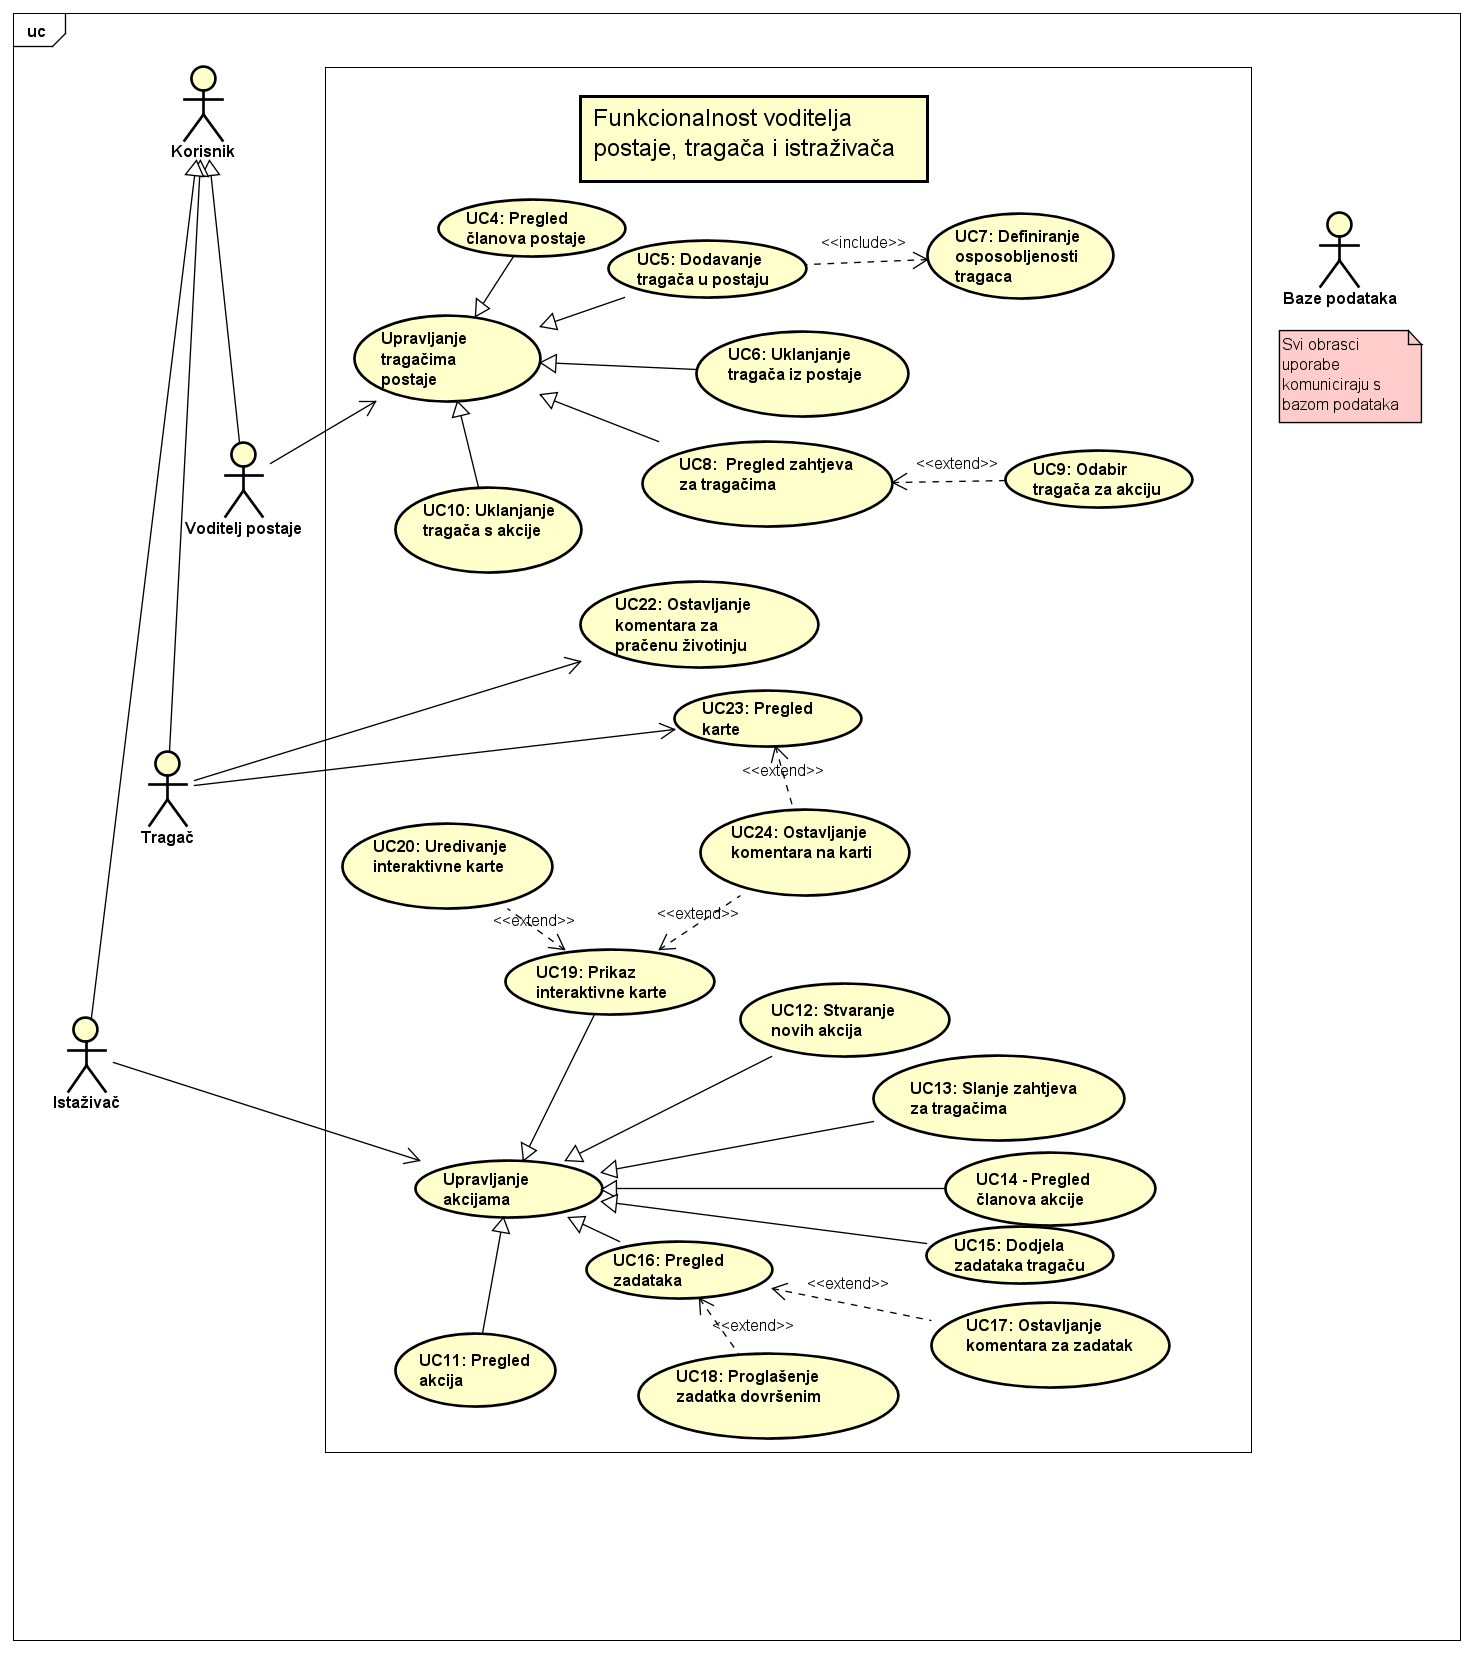 uc
Korisnik
Funkcionalnost voditelja
postaje, tragača i istraživača
UC4: Pregled
članova postaje
UC5: Dodavanje
tragača u postaju
<<include>>
UC7: Definiranje
osposobljenosti
tragaca
Baze podataka
Svi obrasci
uporabe
komuniciraju s
bazom podataka
Upravljanje
tragačima
postaje
UC6: Uklanjanje
tragača iz postaje
Voditelj postaje
UC8:  Pregled zahtjeva
za tragačima
<<extend>>
UC9: Odabir
tragača za akciju
UC10: Uklanjanje
tragača s akcije
UC22: Ostavljanje
komentara za
pračenu životinju
UC23: Pregled
karte
<<extend>>
Tragač
UC20: Uredivanje
interaktivne karte
UC24: Ostavljanje
komentara na karti
<<extend>>
<<extend>>
UC19: Prikaz
interaktivne karte
UC12: Stvaranje
novih akcija
Istaživač
UC13: Slanje zahtjeva
za tragačima
Upravljanje
akcijama
UC14 - Pregled
članova akcije
UC15: Dodjela
zadataka tragaču
UC16: Pregled
zadataka
<<extend>>
<<extend>>
UC17: Ostavljanje
komentara za zadatak
UC11: Pregled
akcija
UC18: Proglašenje
zadatka dovršenim